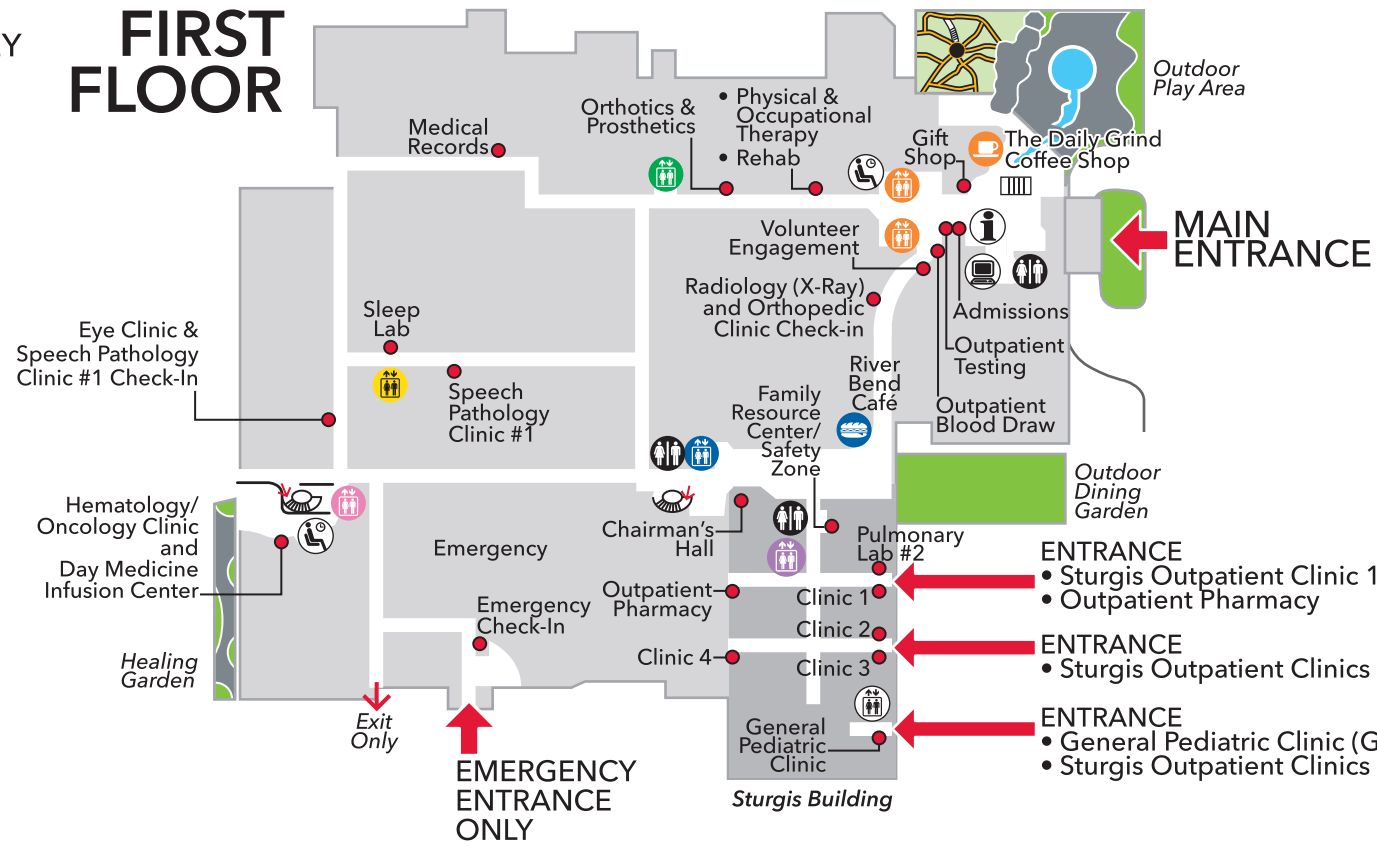 FIRST
FLOOR
Outdoor
Play Area
Medical
Records
Orthotics &
Prosthetics
• Physical &
Occupational
Therapy
• Rehab
Gift
Shop
The Daily Grind
Coffee Shop
MAIN
ENTRANCE
Volunteer
Engagement
i
Radiology (X-Ray)
and Orthopedic
Clinic Check-in
Admissions
Outpatient
Testing
Outpatient
Blood Draw
Sleep
Lab
Eye Clinic &
Speech Pathology
Clinic #1 Check-In
Speech
Pathology
Clinic #1
River
Bend
Café
Family
Resource
Center/
Safety
Zone
Outdoor
Dining
Garden
Hematology/
Oncology Clinic
and
Day Medicine
Infusion Center
Emergency
Chairman's
Hall
Pulmonary
Lab #2
ENTRANCE
• Sturgis Outpatient Clinic 1
• Outpatient Pharmacy
Outpatient
Pharmacy
Clinic 1
Emergency
Check-In
Clinic 2
Clinic 4
Clinic 3
ENTRANCE
• Sturgis Outpatient Clinics
Healing
Garden
Exit
Only
General
Pediatric
Clinic
ENTRANCE
• General Pediatric Clinic (G
• Sturgis Outpatient Clinics
EMERGENCY
ENTRANCE
ONLY
Sturgis Building